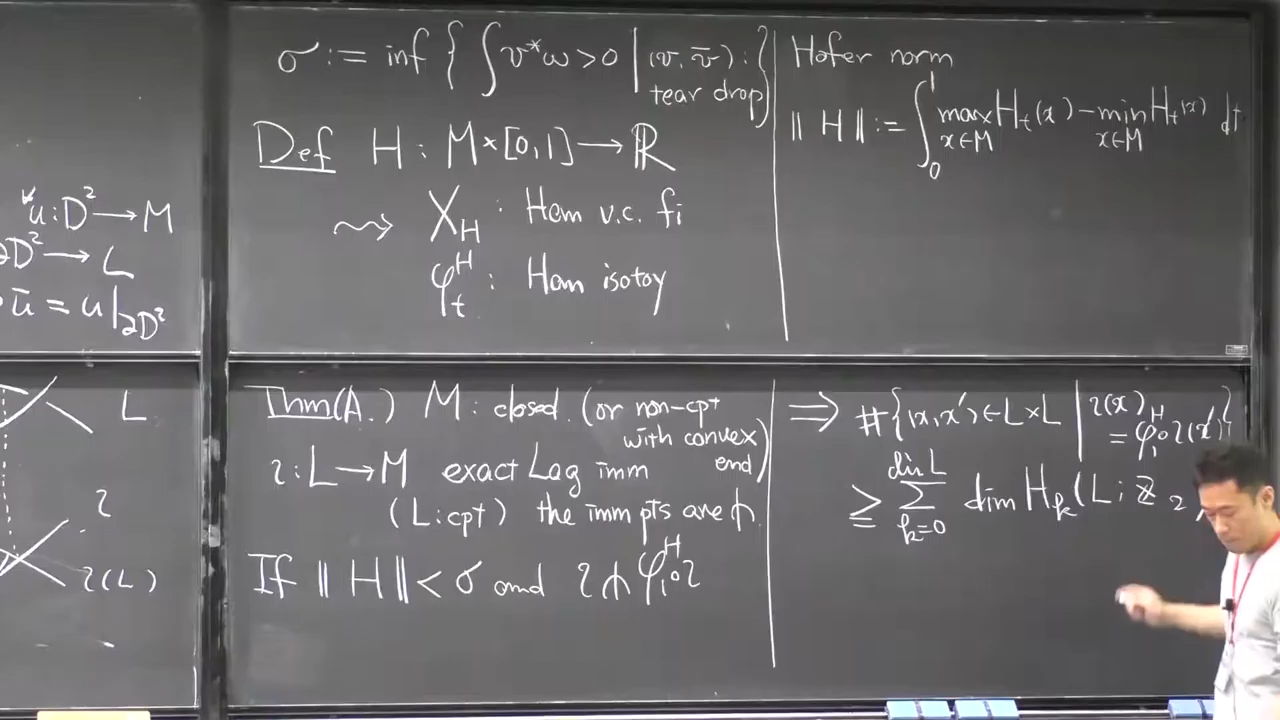 u : D² → M
∂D² → L
ū = u|∂D²
L
ι
ι(L)
σ := inf { ∫ v*ω > 0 | (v, v̄) : tear drop }
Def H : M × [0,1] → ℝ
⇝ X_H : Ham v.c. fi
φ_t^H : Ham isotoy
Hofer norm
‖ H ‖ := ∫_0^1 max_{x∈M} H_t(x) − min_{x∈M} H_t(x) dt
Thm(A.) M : closed. (or non-cpt
with convex
end)
ι : L → M exact Lag imm
(L : cpt) the imm pts are ⋔
If ‖ H ‖ < σ and ι ⋔ φ_1^H∘ι
⇒ #{(x, x') ∈ L × L | ι(x) = φ_1^H∘ι(x')}
≧ Σ_{k=0}^{dim L} dim H_k(L ; ℤ_2)